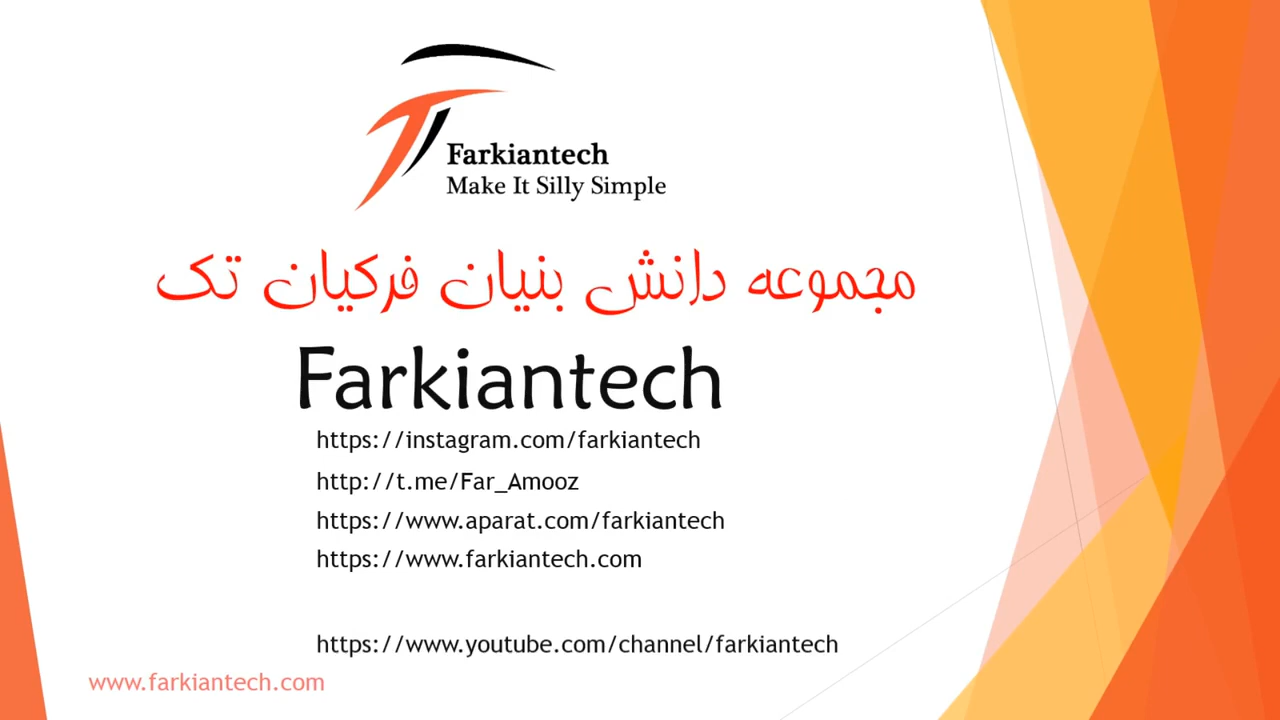 Farkiantech
Make It Silly Simple
مجموعه دانش بنیان فرکیان تک
Farkiantech
https://instagram.com/farkiantech
http://t.me/Far_Amooz
https://www.aparat.com/farkiantech
https://www.farkiantech.com
https://www.youtube.com/channel/farkiantech
www.farkiantech.com